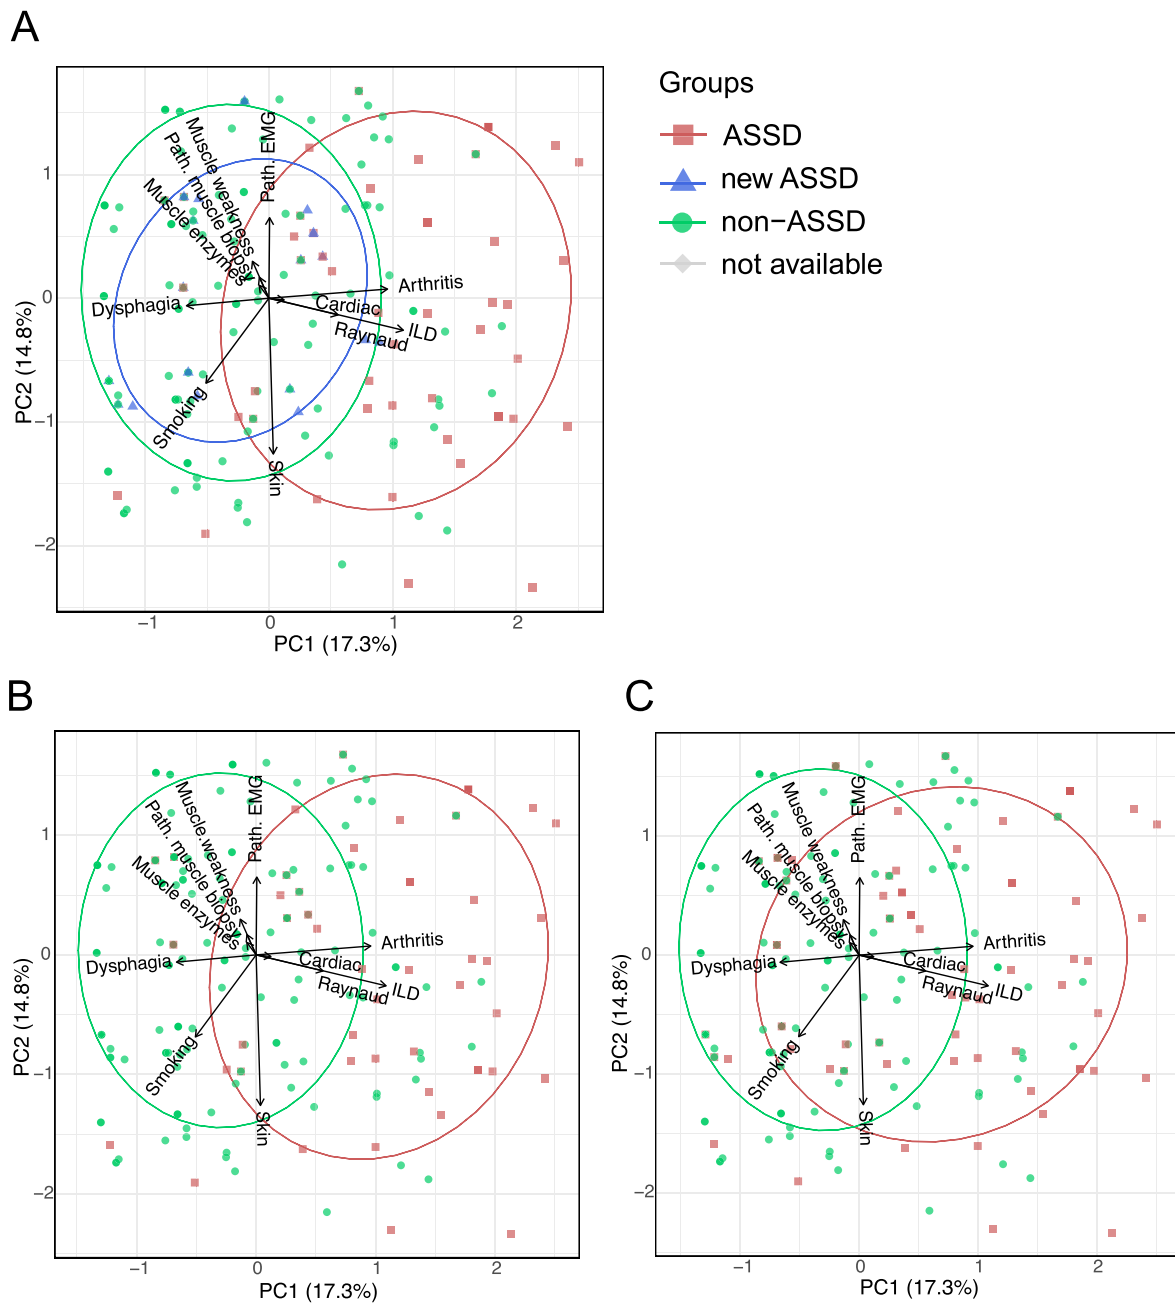 A
Groups
ASSD
new ASSD
non−ASSD
not available
Muscle weakness
Path. muscle biopsy
Muscle enzymes
Path. EMG
Dysphagia
Arthritis
Cardiac
Raynaud
ILD
Smoking
Skin
PC2 (14.8%)
1
0
−1
−2
−1
0
1
2
PC1 (17.3%)
B
Muscle.weakness
Path. muscle biopsy
Muscle enzymes
Path. EMG
Dysphagia
Arthritis
Cardiac
Raynaud
ILD
Smoking
Skin
PC2 (14.8%)
1
0
−1
−2
−1
0
1
2
PC1 (17.3%)
C
Muscle weakness
Path. muscle biopsy
Muscle enzymes
Path. EMG
Dysphagia
Arthritis
Cardiac
Raynaud
ILD
Smoking
Skin
PC2 (14.8%)
1
0
−1
−2
−1
0
1
2
PC1 (17.3%)